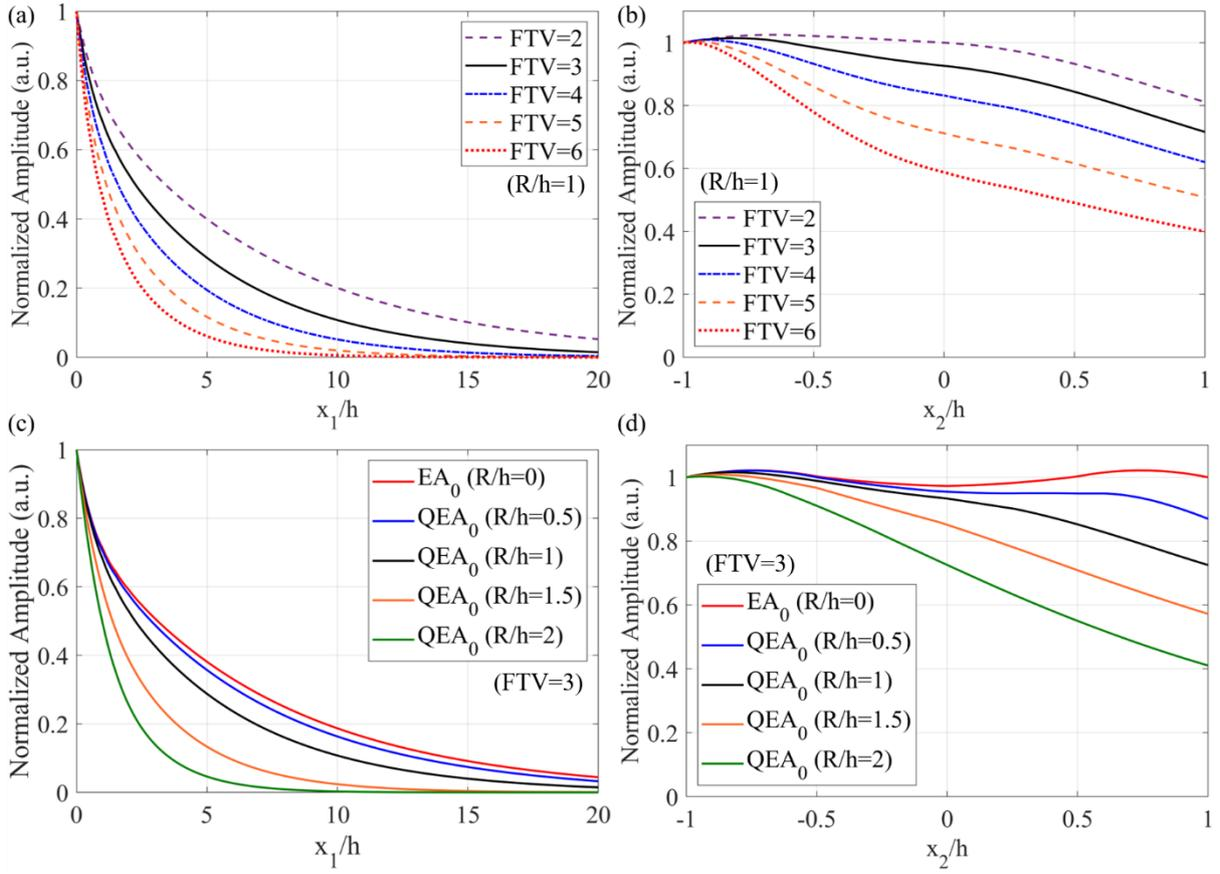 (a)
Normalized Amplitude (a.u.)
1
0.8
0.6
0.4
0.2
0
0
5
10
15
20
x1/h
FTV=2
FTV=3
FTV=4
FTV=5
FTV=6
(R/h=1)
(b)
Normalized Amplitude (a.u.)
1
0.8
0.6
0.4
0.2
0
-1
-0.5
0
0.5
1
x2/h
(R/h=1)
FTV=2
FTV=3
FTV=4
FTV=5
FTV=6
(c)
Normalized Amplitude (a.u.)
1
0.8
0.6
0.4
0.2
0
0
5
10
15
20
x1/h
EA0 (R/h=0)
QEA0 (R/h=0.5)
QEA0 (R/h=1)
QEA0 (R/h=1.5)
QEA0 (R/h=2)
(FTV=3)
(d)
Normalized Amplitude (a.u.)
1
0.8
0.6
0.4
0.2
0
-1
-0.5
0
0.5
1
x2/h
(FTV=3)
EA0 (R/h=0)
QEA0 (R/h=0.5)
QEA0 (R/h=1)
QEA0 (R/h=1.5)
QEA0 (R/h=2)